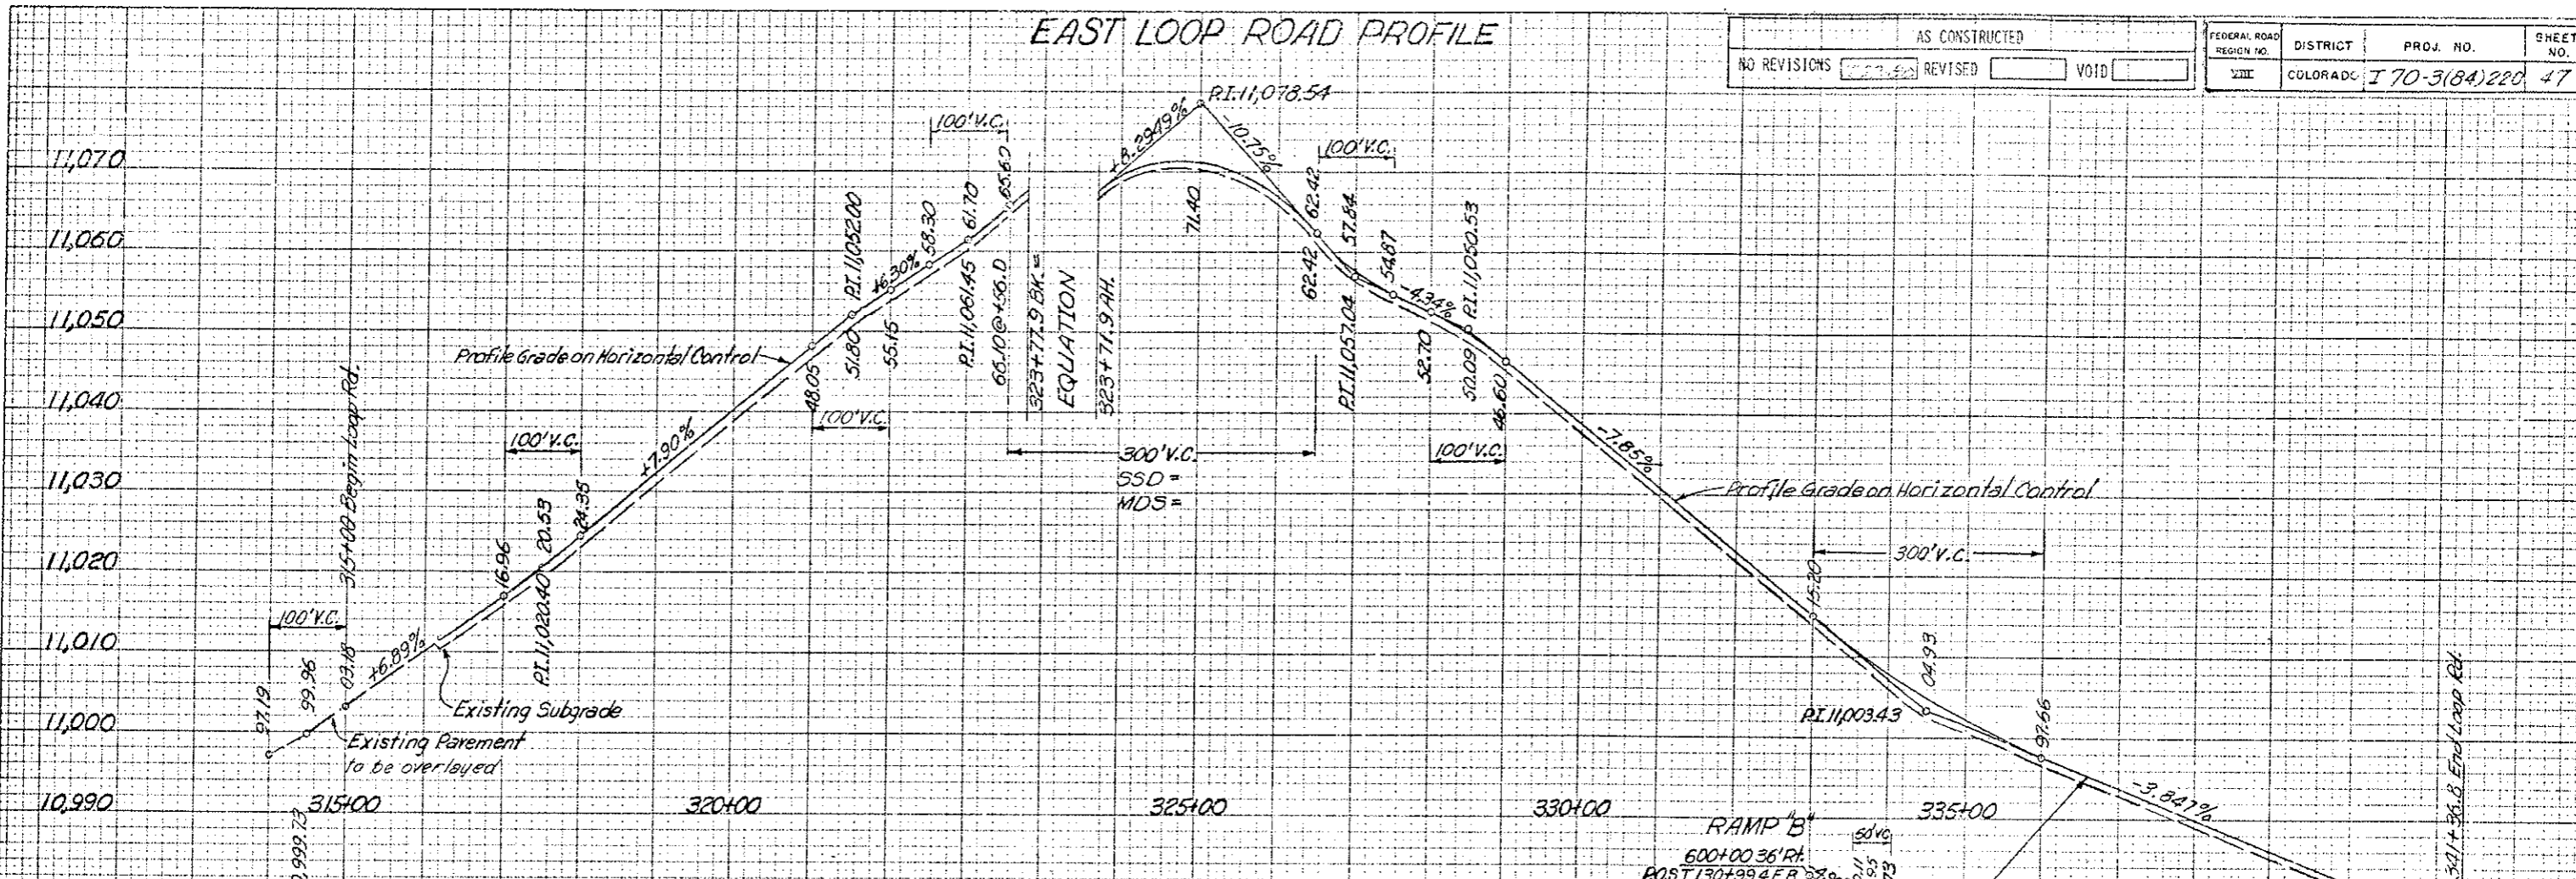 EAST LOOP ROAD PROFILE
AS CONSTRUCTED
NO REVISIONS
REVISED
VOID
FEDERAL ROAD REGION NO.
DISTRICT
PROJ. NO.
SHEET NO.
VIII
COLORADO
I 70-3(84)220
47
11,070
11,060
11,050
11,040
11,030
11,020
11,010
11,000
10,990
97.19
100' V.C.
99.96
03.18
315+00 Begin Loop Rd.
+6.89%
Existing Pavement
to be overlayed
Existing Subgrade
16.96
100' V.C.
P.I. 11,020.40
20.53
24.35
+7.90%
Profile Grade on Horizontal Control
48.05
100' V.C.
51.80
P.I. 11,052.00
55.15
+6.30%
58.30
100' V.C.
P.I. 11,061.45
61.70
65.60
66.10@+56.0
323+77.9 BK.=
EQUATION
323+71.9 AH.
+8.2949%
P.I. 11,078.54
-10.75%
71.40
300' V.C.
SSD =
MDS =
62.42
62.42
100' V.C.
P.I. 11,057.04
57.84
54.87
-4.34%
52.70
50.09
P.I. 11,050.53
46.60
100' V.C.
-7.85%
Profile Grade on Horizontal Control
15.20
300' V.C.
P.I. 11,003.43
04.93
97.66
-3.847%
341+36.8 End Loop Rd.
315+00
320+00
325+00
330+00
335+00
999.73
RAMP "B"
600+00 36' Rt.
50' VC